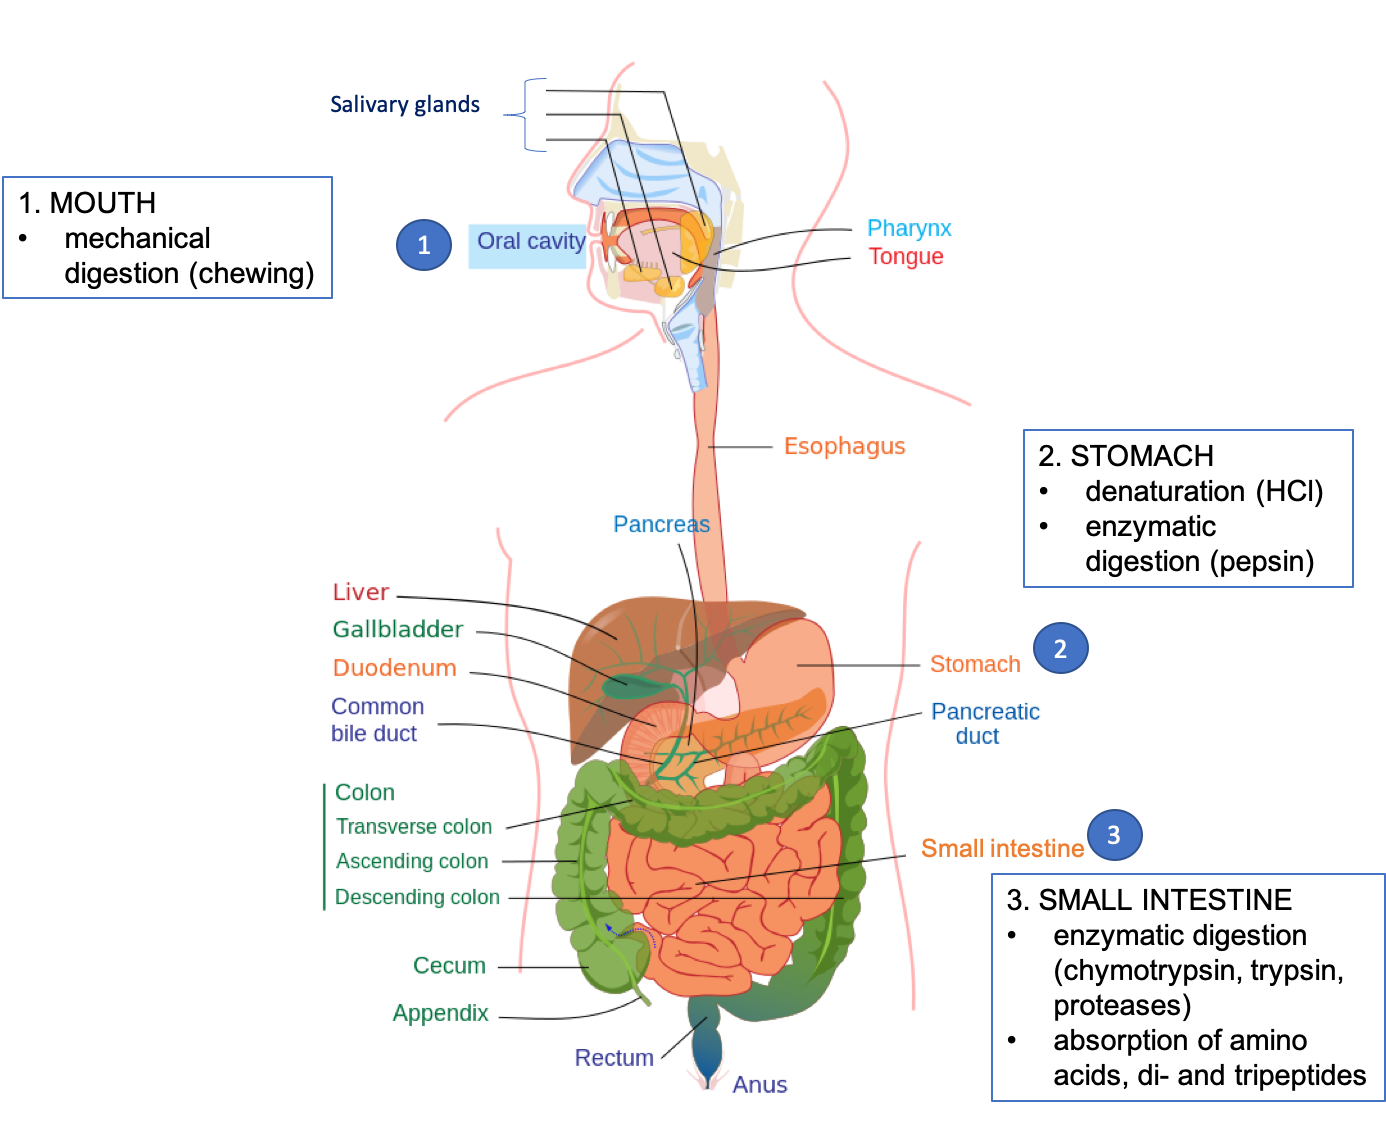 Salivary glands
1. MOUTH
• mechanical
digestion (chewing)
1
Oral cavity
Pharynx
Tongue
Esophagus
2. STOMACH
• denaturation (HCl)
• enzymatic
digestion (pepsin)
Pancreas
Liver
Gallbladder
Duodenum
Common
bile duct
2
Stomach
Pancreatic
duct
Colon
Transverse colon
Ascending colon
Descending colon
3
Small intestine
3. SMALL INTESTINE
• enzymatic digestion
(chymotrypsin, trypsin,
proteases)
• absorption of amino
acids, di- and tripeptides
Cecum
Appendix
Rectum
Anus